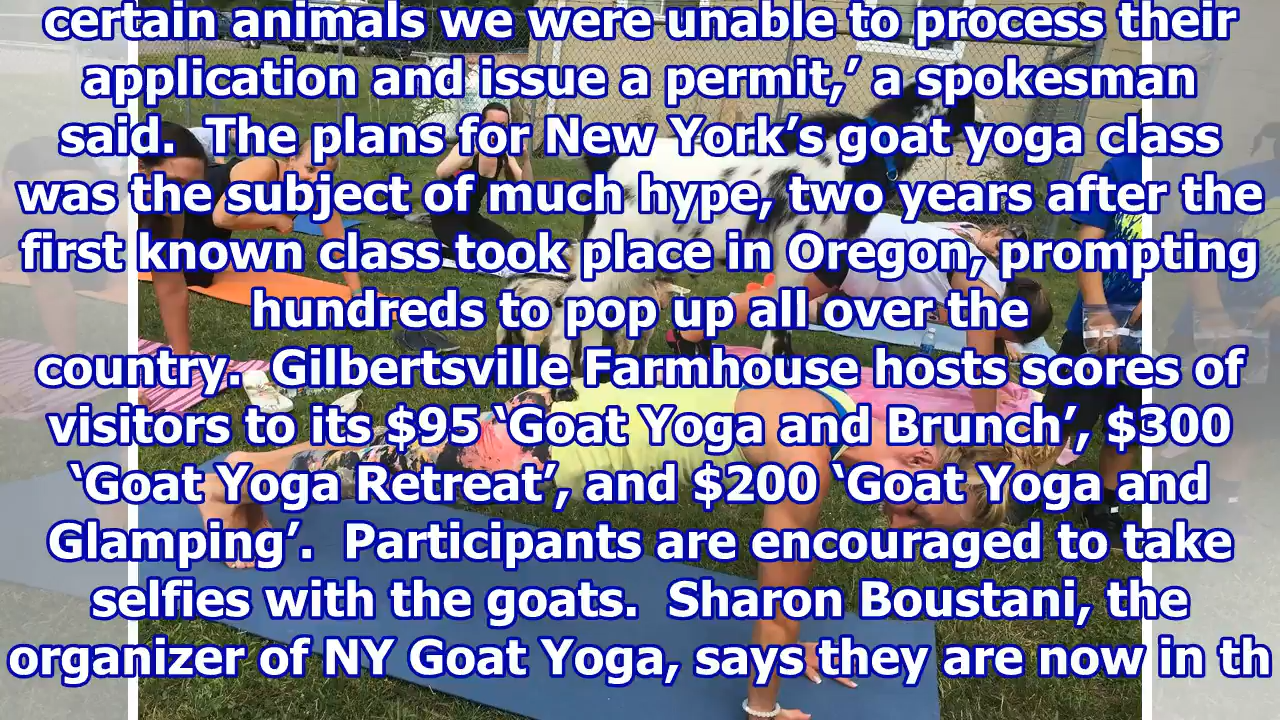 certain animals we were unable to process their
application and issue a permit,’ a spokesman
said.  The plans for New York’s goat yoga class
was the subject of much hype, two years after the
first known class took place in Oregon, prompting
hundreds to pop up all over the
country.  Gilbertsville Farmhouse hosts scores of
visitors to its $95 ‘Goat Yoga and Brunch’, $300
‘Goat Yoga Retreat’, and $200 ‘Goat Yoga and
Glamping’.  Participants are encouraged to take
selfies with the goats.  Sharon Boustani, the
organizer of NY Goat Yoga, says they are now in th